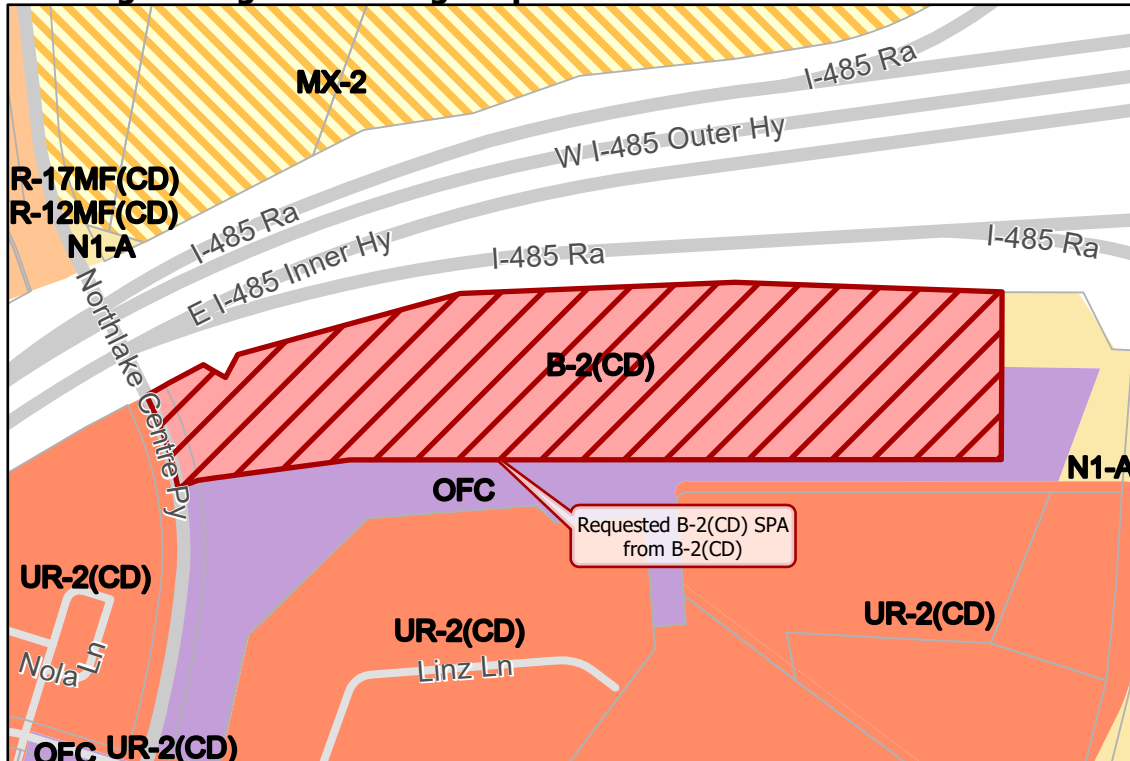 MX-2
I-485 Ra
W I-485 Outer Hy
R-17MF(CD)
R-12MF(CD)
N1-A
I-485 Ra
E I-485 Inner Hy
I-485 Ra
I-485 Ra
Northlake Centre Py
B-2(CD)
N1-A
OFC
Requested B-2(CD) SPA
from B-2(CD)
UR-2(CD)
UR-2(CD)
UR-2(CD)
Nola Ln
Linz Ln
OFC
UR-2(CD)